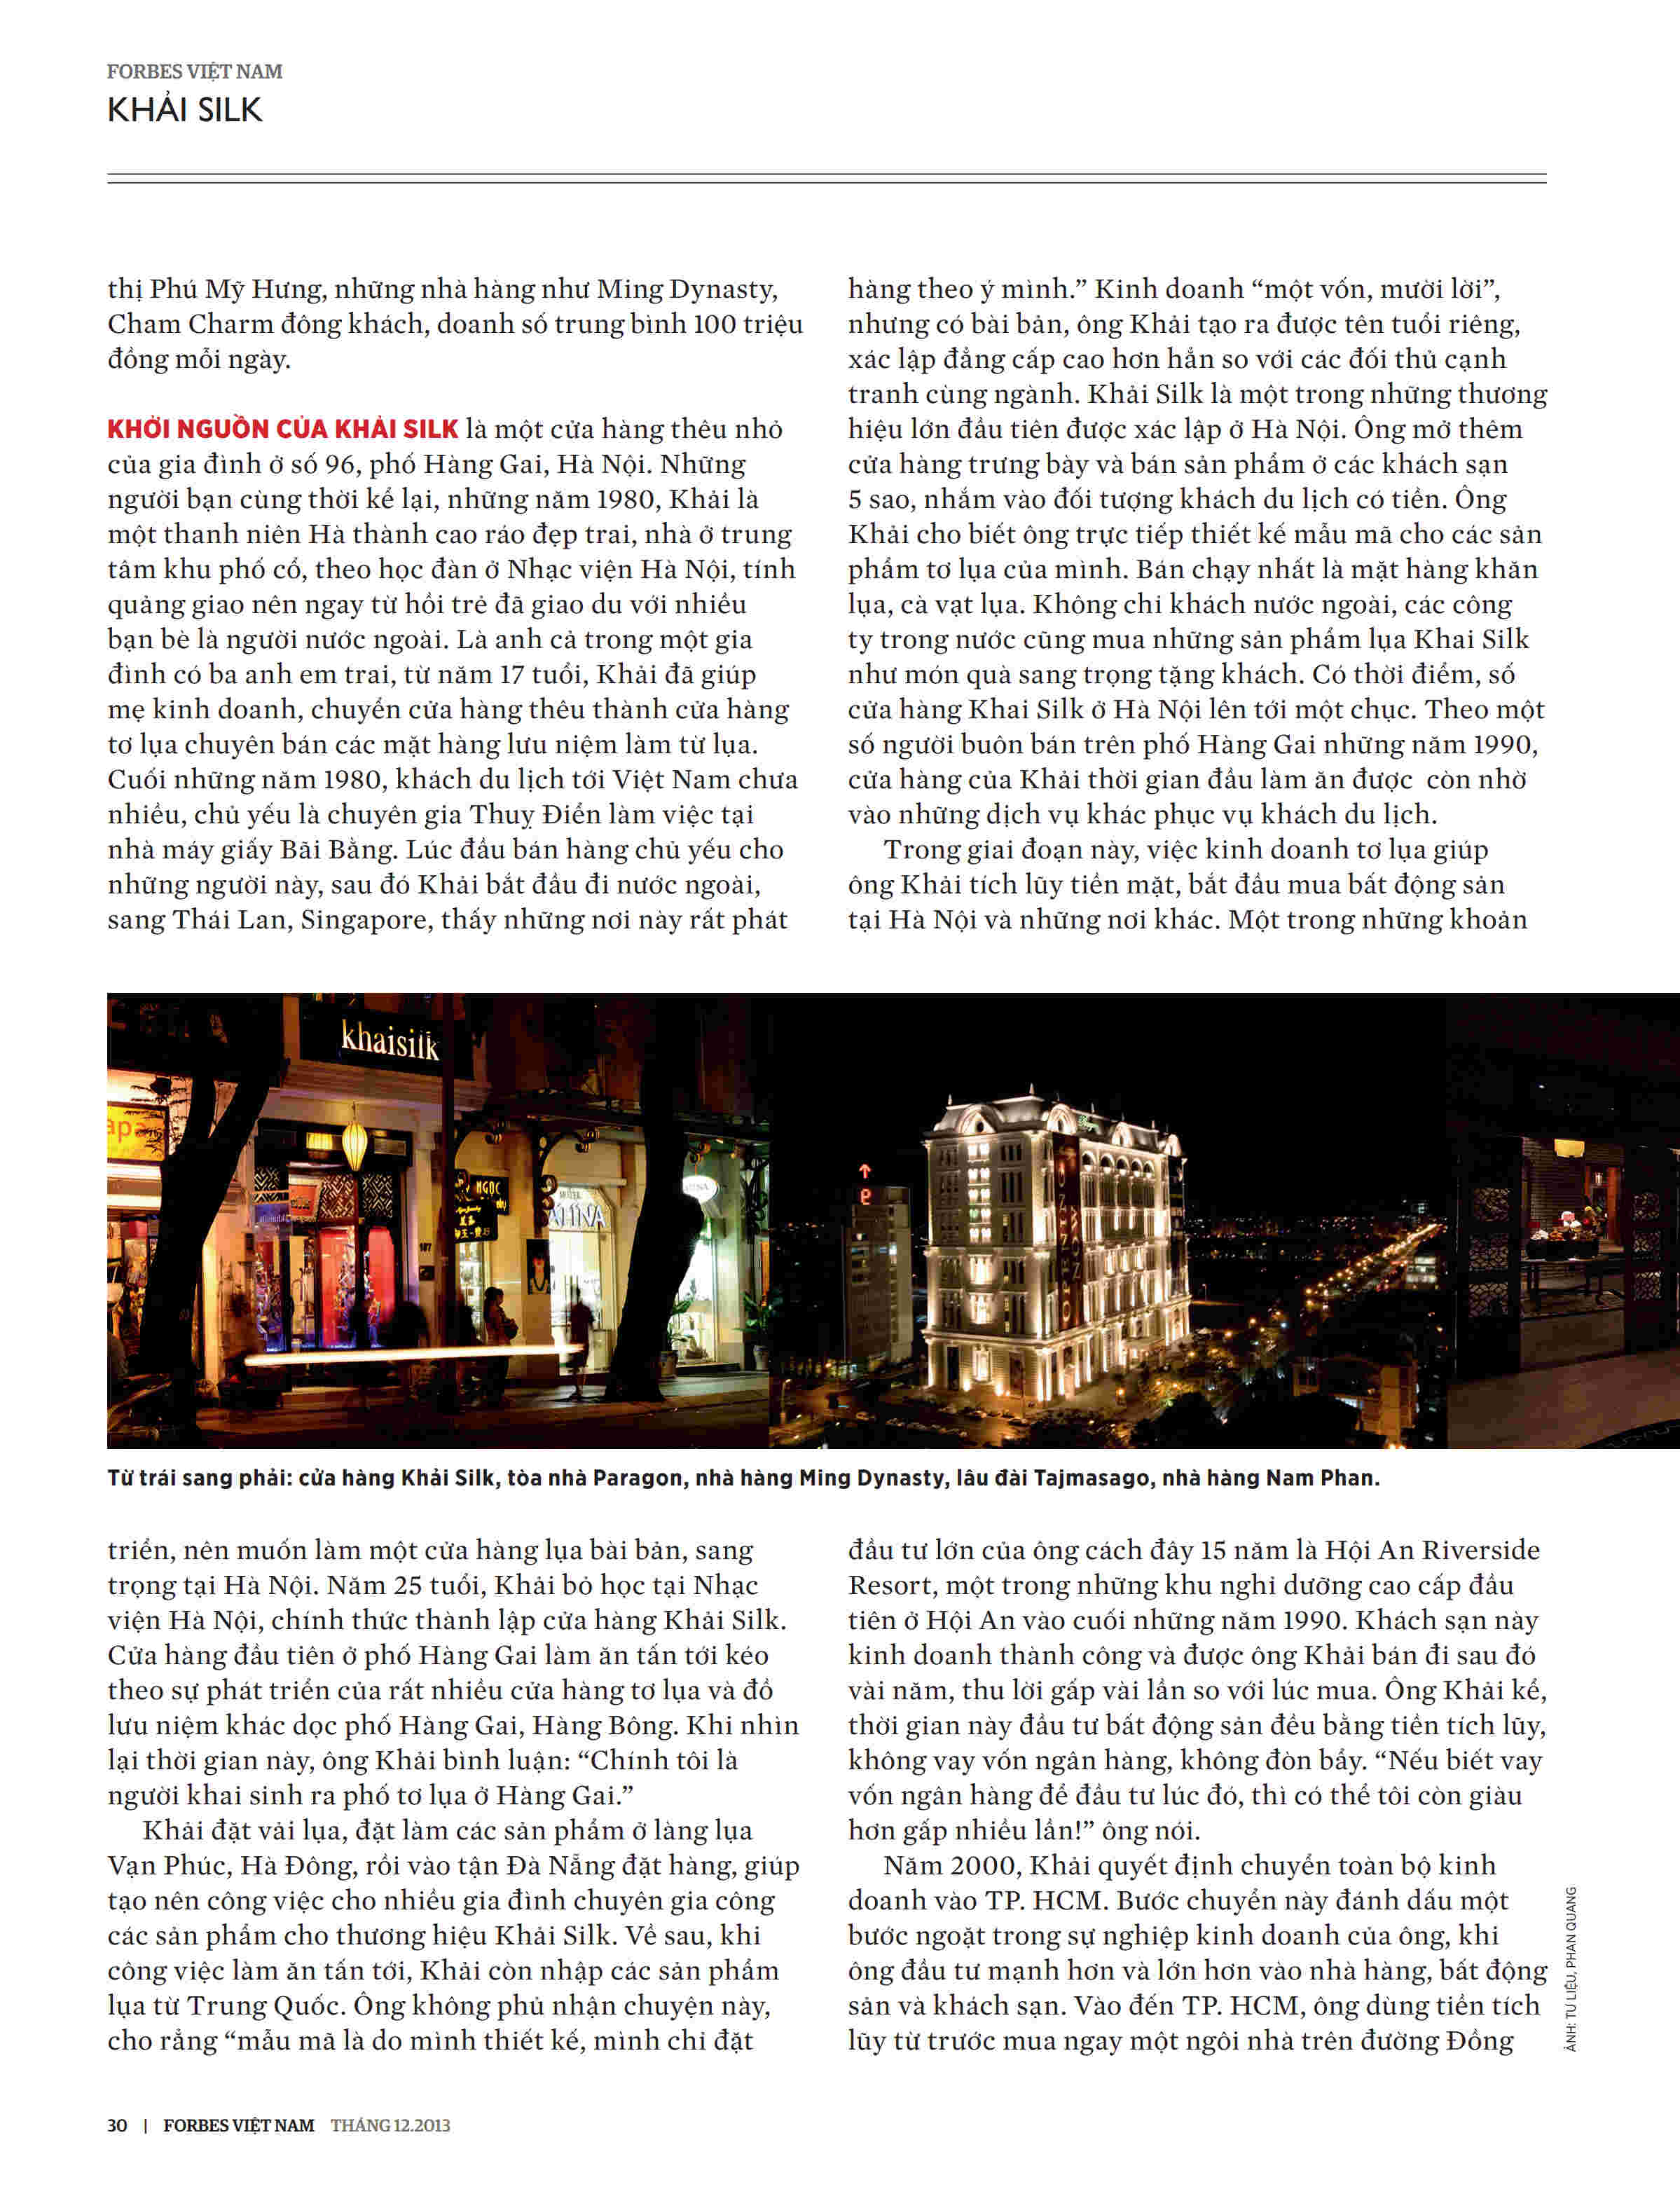 FORBES VIỆT NAM
KHẢI SILK
thị Phú Mỹ Hưng, những nhà hàng như Ming Dynasty,
Cham Charm đông khách, doanh số trung bình 100 triệu
đồng mỗi ngày.
KHỞI NGUỒN CỦA KHẢI SILK là một cửa hàng thêu nhỏ
của gia đình ở số 96, phố Hàng Gai, Hà Nội. Những
người bạn cùng thời kể lại, những năm 1980, Khải là
một thanh niên Hà thành cao ráo đẹp trai, nhà ở trung
tâm khu phố cổ, theo học đàn ở Nhạc viện Hà Nội, tính
quảng giao nên ngay từ hồi trẻ đã giao du với nhiều
bạn bè là người nước ngoài. Là anh cả trong một gia
đình có ba anh em trai, từ năm 17 tuổi, Khải đã giúp
mẹ kinh doanh, chuyển cửa hàng thêu thành cửa hàng
tơ lụa chuyên bán các mặt hàng lưu niệm làm từ lụa.
Cuối những năm 1980, khách du lịch tới Việt Nam chưa
nhiều, chủ yếu là chuyên gia Thuỵ Điển làm việc tại
nhà máy giấy Bãi Bằng. Lúc đầu bán hàng chủ yếu cho
những người này, sau đó Khải bắt đầu đi nước ngoài,
sang Thái Lan, Singapore, thấy những nơi này rất phát
triển, nên muốn làm một cửa hàng lụa bài bản, sang
trọng tại Hà Nội. Năm 25 tuổi, Khải bỏ học tại Nhạc
viện Hà Nội, chính thức thành lập cửa hàng Khải Silk.
Cửa hàng đầu tiên ở phố Hàng Gai làm ăn tấn tới kéo
theo sự phát triển của rất nhiều cửa hàng tơ lụa và đồ
lưu niệm khác dọc phố Hàng Gai, Hàng Bông. Khi nhìn
lại thời gian này, ông Khải bình luận: “Chính tôi là
người khai sinh ra phố tơ lụa ở Hàng Gai.”
Khải đặt vải lụa, đặt làm các sản phẩm ở làng lụa
Vạn Phúc, Hà Đông, rồi vào tận Đà Nẵng đặt hàng, giúp
tạo nên công việc cho nhiều gia đình chuyên gia công
các sản phẩm cho thương hiệu Khải Silk. Về sau, khi
công việc làm ăn tấn tới, Khải còn nhập các sản phẩm
lụa từ Trung Quốc. Ông không phủ nhận chuyện này,
cho rằng “mẫu mã là do mình thiết kế, mình chỉ đặt
hàng theo ý mình.” Kinh doanh “một vốn, mười lời”,
nhưng có bài bản, ông Khải tạo ra được tên tuổi riêng,
xác lập đẳng cấp cao hơn hẳn so với các đối thủ cạnh
tranh cùng ngành. Khải Silk là một trong những thương
hiệu lớn đầu tiên được xác lập ở Hà Nội. Ông mở thêm
cửa hàng trưng bày và bán sản phẩm ở các khách sạn
5 sao, nhắm vào đối tượng khách du lịch có tiền. Ông
Khải cho biết ông trực tiếp thiết kế mẫu mã cho các sản
phẩm tơ lụa của mình. Bán chạy nhất là mặt hàng khăn
lụa, cà vạt lụa. Không chỉ khách nước ngoài, các công
ty trong nước cũng mua những sản phẩm lụa Khai Silk
như món quà sang trọng tặng khách. Có thời điểm, số
cửa hàng Khai Silk ở Hà Nội lên tới một chục. Theo một
số người buôn bán trên phố Hàng Gai những năm 1990,
cửa hàng của Khải thời gian đầu làm ăn được còn nhờ
vào những dịch vụ khác phục vụ khách du lịch.
Trong giai đoạn này, việc kinh doanh tơ lụa giúp
ông Khải tích lũy tiền mặt, bắt đầu mua bất động sản
tại Hà Nội và những nơi khác. Một trong những khoản
đầu tư lớn của ông cách đây 15 năm là Hội An Riverside
Resort, một trong những khu nghỉ dưỡng cao cấp đầu
tiên ở Hội An vào cuối những năm 1990. Khách sạn này
kinh doanh thành công và được ông Khải bán đi sau đó
vài năm, thu lời gấp vài lần so với lúc mua. Ông Khải kể,
thời gian này đầu tư bất động sản đều bằng tiền tích lũy,
không vay vốn ngân hàng, không đòn bẩy. “Nếu biết vay
vốn ngân hàng để đầu tư lúc đó, thì có thể tôi còn giàu
hơn gấp nhiều lần!” ông nói.
Năm 2000, Khải quyết định chuyển toàn bộ kinh
doanh vào TP. HCM. Bước chuyển này đánh dấu một
bước ngoặt trong sự nghiệp kinh doanh của ông, khi
ông đầu tư mạnh hơn và lớn hơn vào nhà hàng, bất động
sản và khách sạn. Vào đến TP. HCM, ông dùng tiền tích
lũy từ trước mua ngay một ngôi nhà trên đường Đồng
khaisilk
NGỌC
107
Từ trái sang phải: cửa hàng Khải Silk, tòa nhà Paragon, nhà hàng Ming Dynasty, lâu đài Tajmasago, nhà hàng Nam Phan.
ẢNH: TƯ LIỆU, PHAN QUANG
30 | FORBES VIỆT NAM THÁNG 12.2013